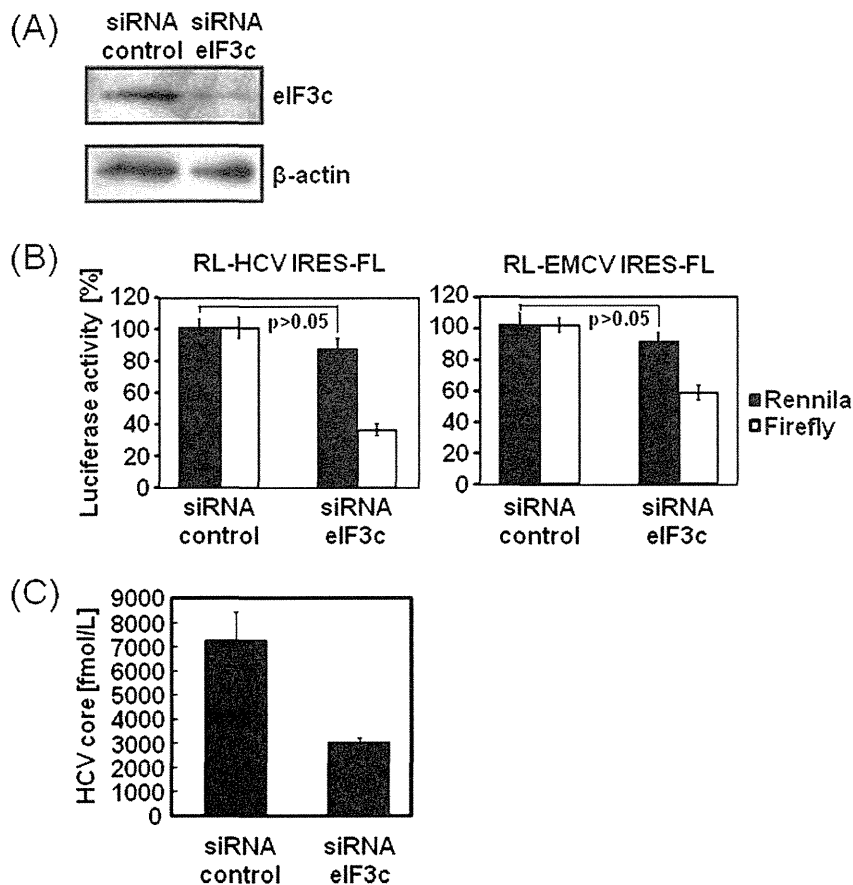 (A)
siRNA siRNA
control eIF3c
eIF3c
β-actin
(B)
RL-HCV IRES-FL
RL-EMCV IRES-FL
Luciferase activity [%]
120
100
80
60
40
20
0
p>0.05
siRNA control
siRNA eIF3c
120
100
80
60
40
20
0
p>0.05
siRNA control
siRNA eIF3c
Rennila
Firefly
(C)
HCV core [fmol/L]
9000
8000
7000
6000
5000
4000
3000
2000
1000
0
siRNA control
siRNA eIF3c